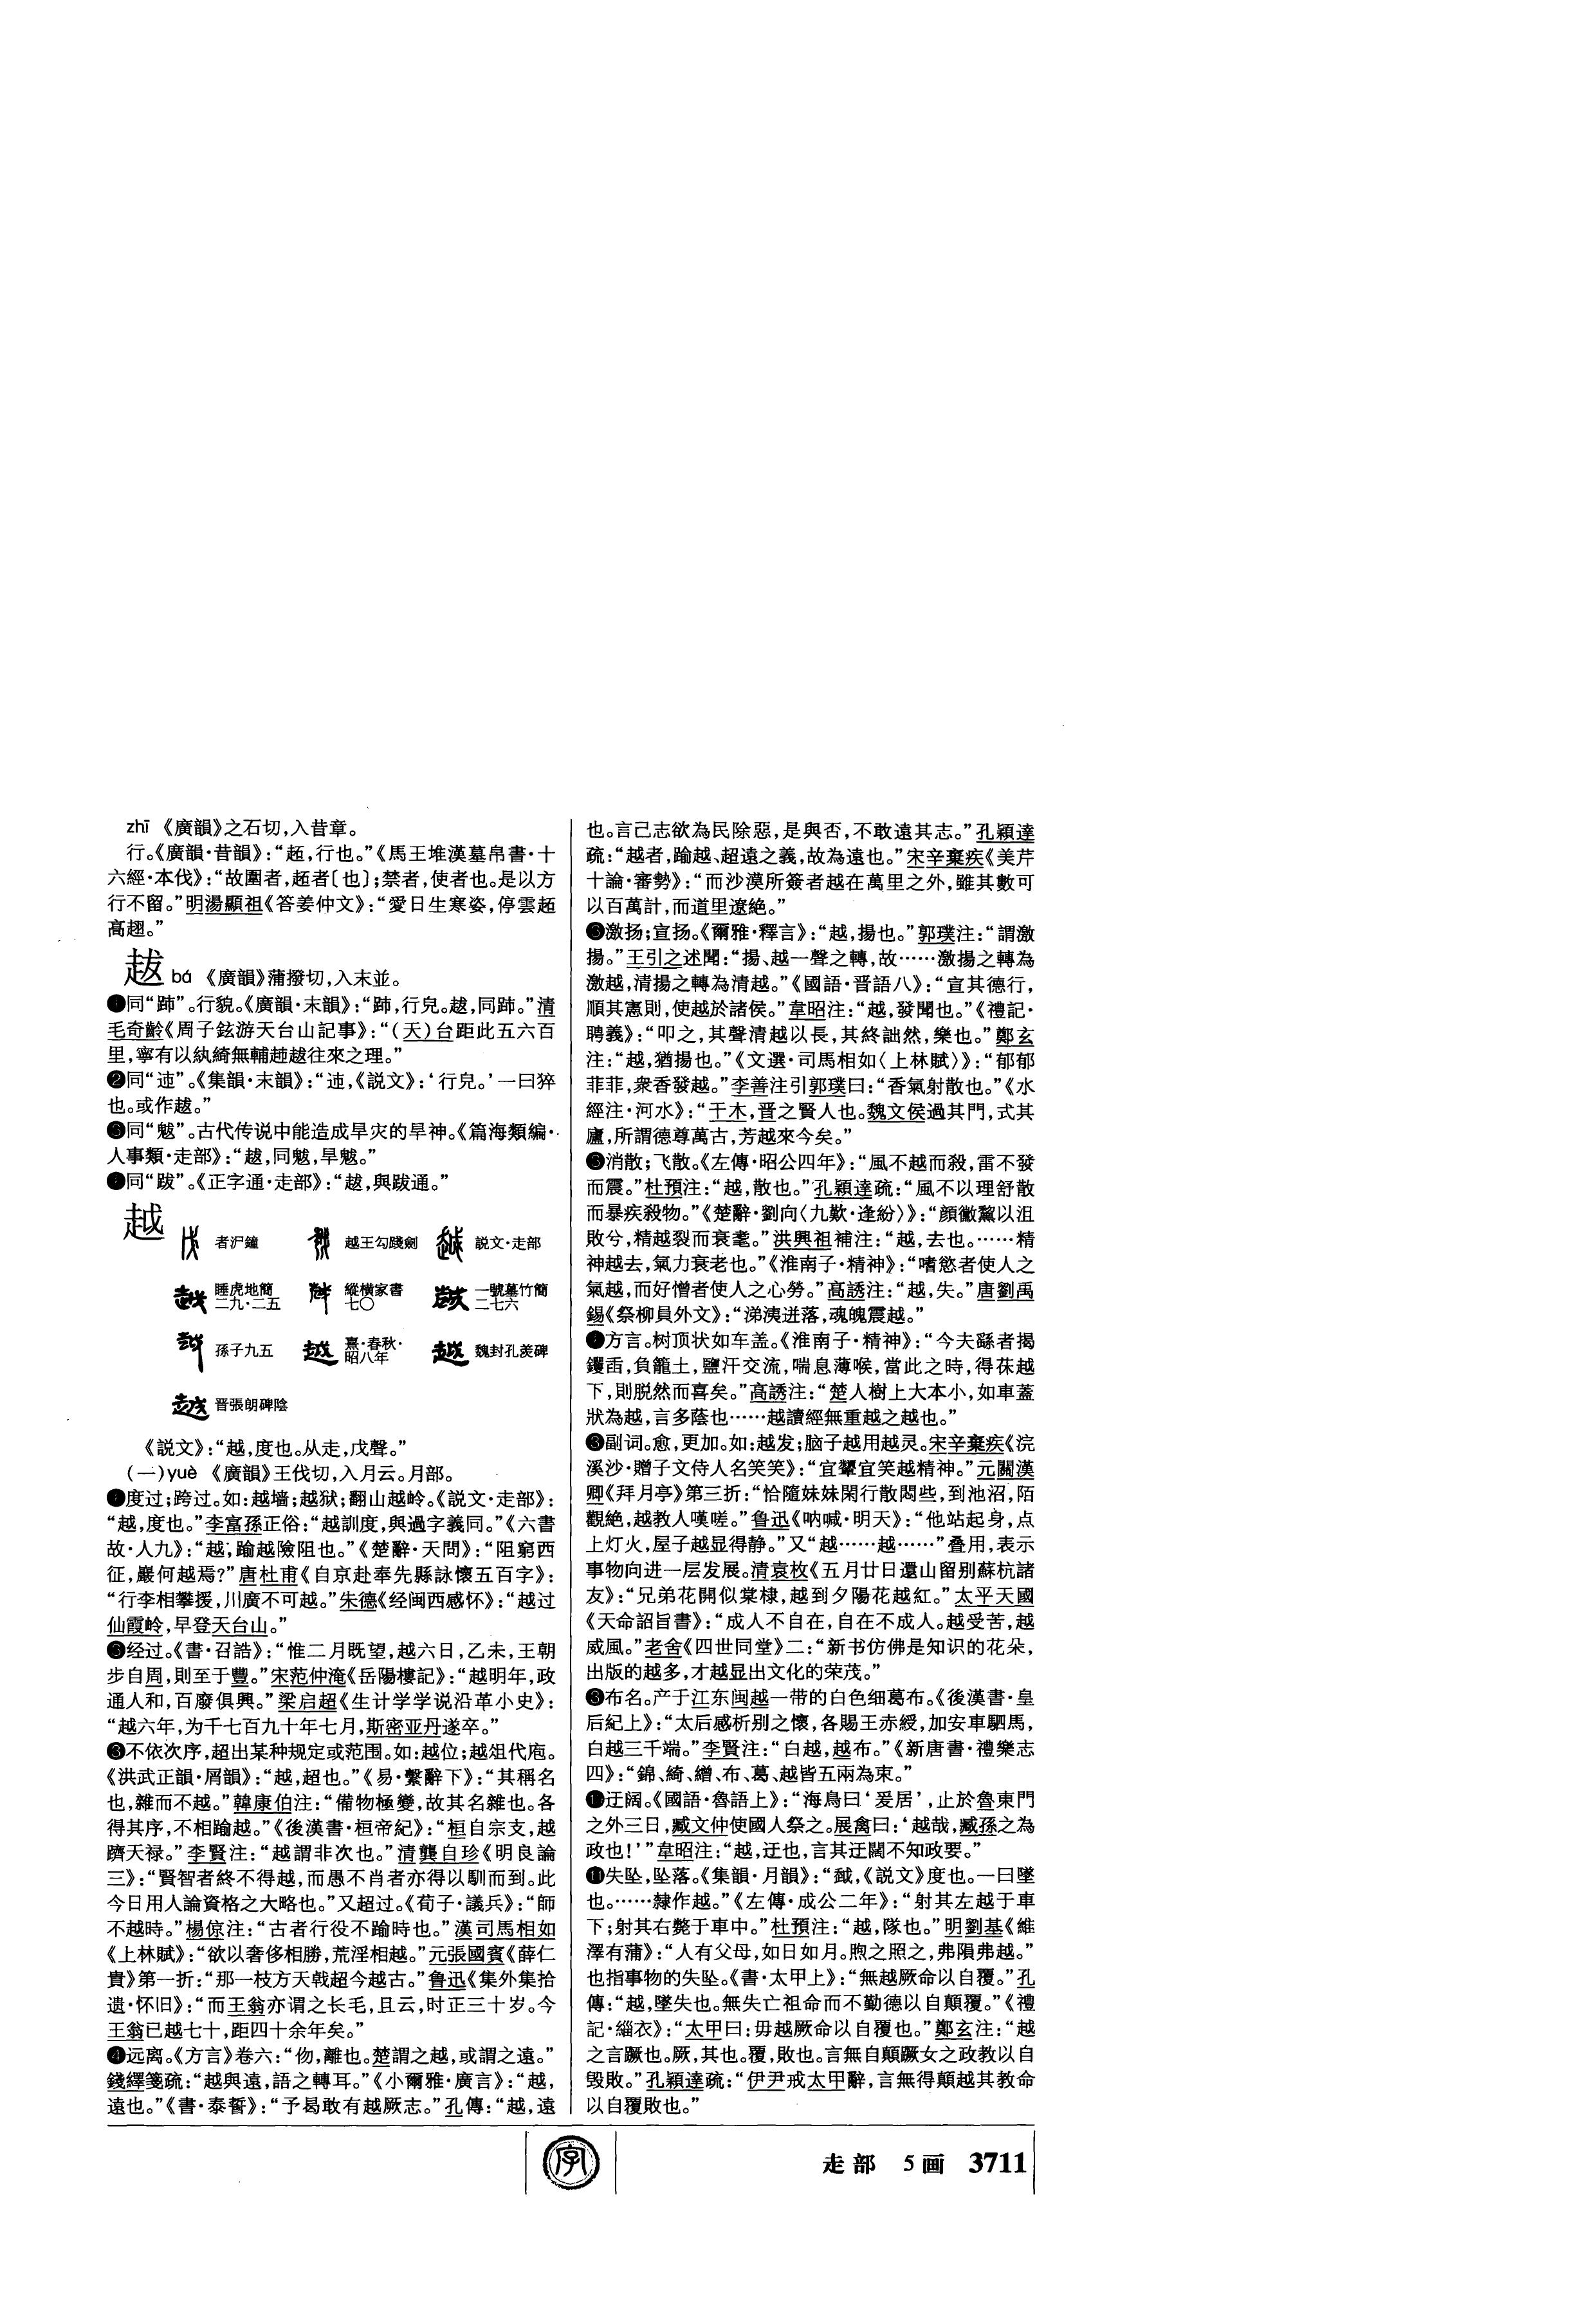 zhī 《廣韻》之石切,入昔章。
行。《廣韻·昔韻》:“䞠,行也。”《馬王堆漢墓帛書·十
六經·本伐》:“故圍者,䞠者〔也〕;禁者,使者也。是以方
行不留。”明湯顯祖《答姜仲文》:“愛日生寒姿,停雲䞠
高趐。”
䞳 bá 《廣韻》蒲撥切,入末並。
❶同“䟛”。行貌。《廣韻·末韻》:“䟛,行皃。䞳,同䟛。”清
毛奇齡《周子鉉游天台山記事》:“(天)台距此五六百
里,寧有以紈綺無輔䞳往來之理。”
❷同“迊”。《集韻·末韻》:“《説文》:‘行皃。’一曰猝
也。或作䞳。”
❸同“魃”。古代传说中能造成旱灾的旱神。《篇海類編·
人事類·走部》:“䞳,同魃,旱魃。”
❹同“跋”。《正字通·走部》:“䞳,與跋通。”
越
者沪鐘 越王勾踐劍 説文·走部
睡虎地簡二九·二五 縱横家書七〇 一號墓竹簡二七六
孫子九五 熹·春秋·昭八年 魏封孔羨碑
晋張朗碑陰
《説文》:“越,度也。从走,戉聲。”
(一)yuè 《廣韻》王伐切,入月云。月部。
❶度过;跨过。如:越墙;越狱;翻山越岭。《説文·走部》:
“越,度也。”李富孫正俗:“越訓度,與過字義同。”《六書
故·人九》:“越,踰越險阻也。”《楚辭·天問》:“阻窮西
征,巖何越焉?”唐杜甫《自京赴奉先縣詠懷五百字》:
“行李相攀援,川廣不可越。”朱德《经闽西感怀》:“越过
仙霞岭,早登天台山。”
❷经过。《書·召誥》:“惟二月既望,越六日,乙未,王朝
步自周,則至于豐。”宋范仲淹《岳陽樓記》:“越明年,政
通人和,百廢俱興。”梁启超《生计学学说沿革小史》:
“越六年,为千七百九十年七月,斯密亚丹遂卒。”
❸不依次序,超出某种规定或范围。如:越位;越俎代庖。
《洪武正韻·屑韻》:“越,超也。”《易·繫辭下》:“其稱名
也,雜而不越。”韓康伯注:“備物極變,故其名雜也。各
得其序,不相踰越。”《後漢書·桓帝紀》:“桓自宗支,越
躋天禄。”李賢注:“越謂非次也。”清龔自珍《明良論
三》:“賢智者終不得越,而愚不肖者亦得以馴而到。此
今日用人論資格之大略也。”又超过。《荀子·議兵》:“師
不越時。”楊倞注:“古者行役不踰時也。”漢司馬相如
《上林賦》:“欲以奢侈相勝,荒淫相越。”元張國賓《薛仁
貴》第一折:“那一枝方天戟超今越古。”鲁迅《集外集拾
遗·怀旧》:“而王翁亦谓之长毛,且云,时正三十岁。今
王翁已越七十,距四十余年矣。”
❹远离。《方言》卷六:“伆,離也。楚謂之越,或謂之遠。”
錢繹箋疏:“越與遠,語之轉耳。”《小爾雅·廣言》:“越,
遠也。”《書·泰誓》:“予曷敢有越厥志。”孔傳:“越,遠
也。言己志欲為民除惡,是與否,不敢遠其志。”孔穎達
疏:“越者,踰越、超遠之義,故為遠也。”宋辛棄疾《美芹
十論·審勢》:“而沙漠所簽者越在萬里之外,雖其數可
以百萬計,而道里遼絶。”
❺激扬;宣扬。《爾雅·釋言》:“越,揚也。”郭璞注:“謂激
揚。”王引之述聞:“揚、越一聲之轉,故……激揚之轉為
激越,清揚之轉為清越。”《國語·晋語八》:“宣其德行,
順其憲則,使越於諸侯。”韋昭注:“越,發聞也。”《禮記·
聘義》:“叩之,其聲清越以長,其終詘然,樂也。”鄭玄
注:“越,猶揚也。”《文選·司馬相如〈上林賦〉》:“郁郁
菲菲,衆香發越。”李善注引郭璞曰:“香氣射散也。”《水
經注·河水》:“干木,晋之賢人也。魏文侯過其門,式其
廬,所謂德尊萬古,芳越來今矣。”
❻消散;飞散。《左傳·昭公四年》:“風不越而殺,雷不發
而震。”杜預注:“越,散也。”孔穎達疏:“風不以理舒散
而暴疾殺物。”《楚辭·劉向〈九歎·逢紛〉》:“顔黴黧以沮
敗兮,精越裂而衰耄。”洪興祖補注:“越,去也。……精
神越去,氣力衰老也。”《淮南子·精神》:“嗜慾者使人之
氣越,而好憎者使人之心勞。”高誘注:“越,失。”唐劉禹
錫《祭柳員外文》:“涕洟迸落,魂魄震越。”
❼方言。树顶状如车盖。《淮南子·精神》:“今夫繇者揭
钁臿,負籠土,鹽汗交流,喘息薄喉,當此之時,得茠越
下,則脱然而喜矣。”高誘注:“楚人樹上大本小,如車蓋
狀為越,言多蔭也……越讀經無重越之越也。”
❽副词。愈,更加。如:越发;脑子越用越灵。宋辛棄疾《浣
溪沙·贈子文侍人名笑笑》:“宜顰宜笑越精神。”元關漢
卿《拜月亭》第三折:“恰隨妹妹閑行散悶些,到池沼,陌
觀絶,越教人嘆嗟。”鲁迅《呐喊·明天》:“他站起身,点
上灯火,屋子越显得静。”又“越……越……”叠用,表示
事物向进一层发展。清袁枚《五月廿日還山留别蘇杭諸
友》:“兄弟花開似棠棣,越到夕陽花越紅。”太平天國
《天命詔旨書》:“成人不自在,自在不成人。越受苦,越
威風。”老舍《四世同堂》二:“新书仿佛是知识的花朵,
出版的越多,才越显出文化的荣茂。”
❾布名。产于江东闽越一带的白色细葛布。《後漢書·皇
后紀上》:“太后感析别之懷,各賜王赤綬,加安車駟馬,
白越三千端。”李賢注:“白越,越布。”《新唐書·禮樂志
四》:“錦、綺、繒、布、葛、越皆五兩為束。”
❿迂阔。《國語·魯語上》:“海鳥曰‘爰居’,止於魯東門
之外三日,臧文仲使國人祭之。展禽曰:‘越哉,臧孫之為
政也!’”韋昭注:“越,迂也,言其迂闊不知政要。”
⓫失坠,坠落。《集韻·月韻》:“䟠,《説文》度也。一曰墜
也。……隸作越。”《左傳·成公二年》:“射其左越于車
下;射其右斃于車中。”杜預注:“越,隊也。”明劉基《維
澤有蒲》:“人有父母,如日如月。煦之照之,弗隕弗越。”
也指事物的失坠。《書·太甲上》:“無越厥命以自覆。”孔
傳:“越,墜失也。無失亡祖命而不勤德以自顛覆。”《禮
記·緇衣》:“太甲曰:毋越厥命以自覆也。”鄭玄注:“越
之言蹶也。厥,其也。覆,敗也。言無自顛蹶女之政教以自
毁敗。”孔穎達疏:“伊尹戒太甲辭,言無得顛越其教命
以自覆敗也。”
字
走部 5画 3711